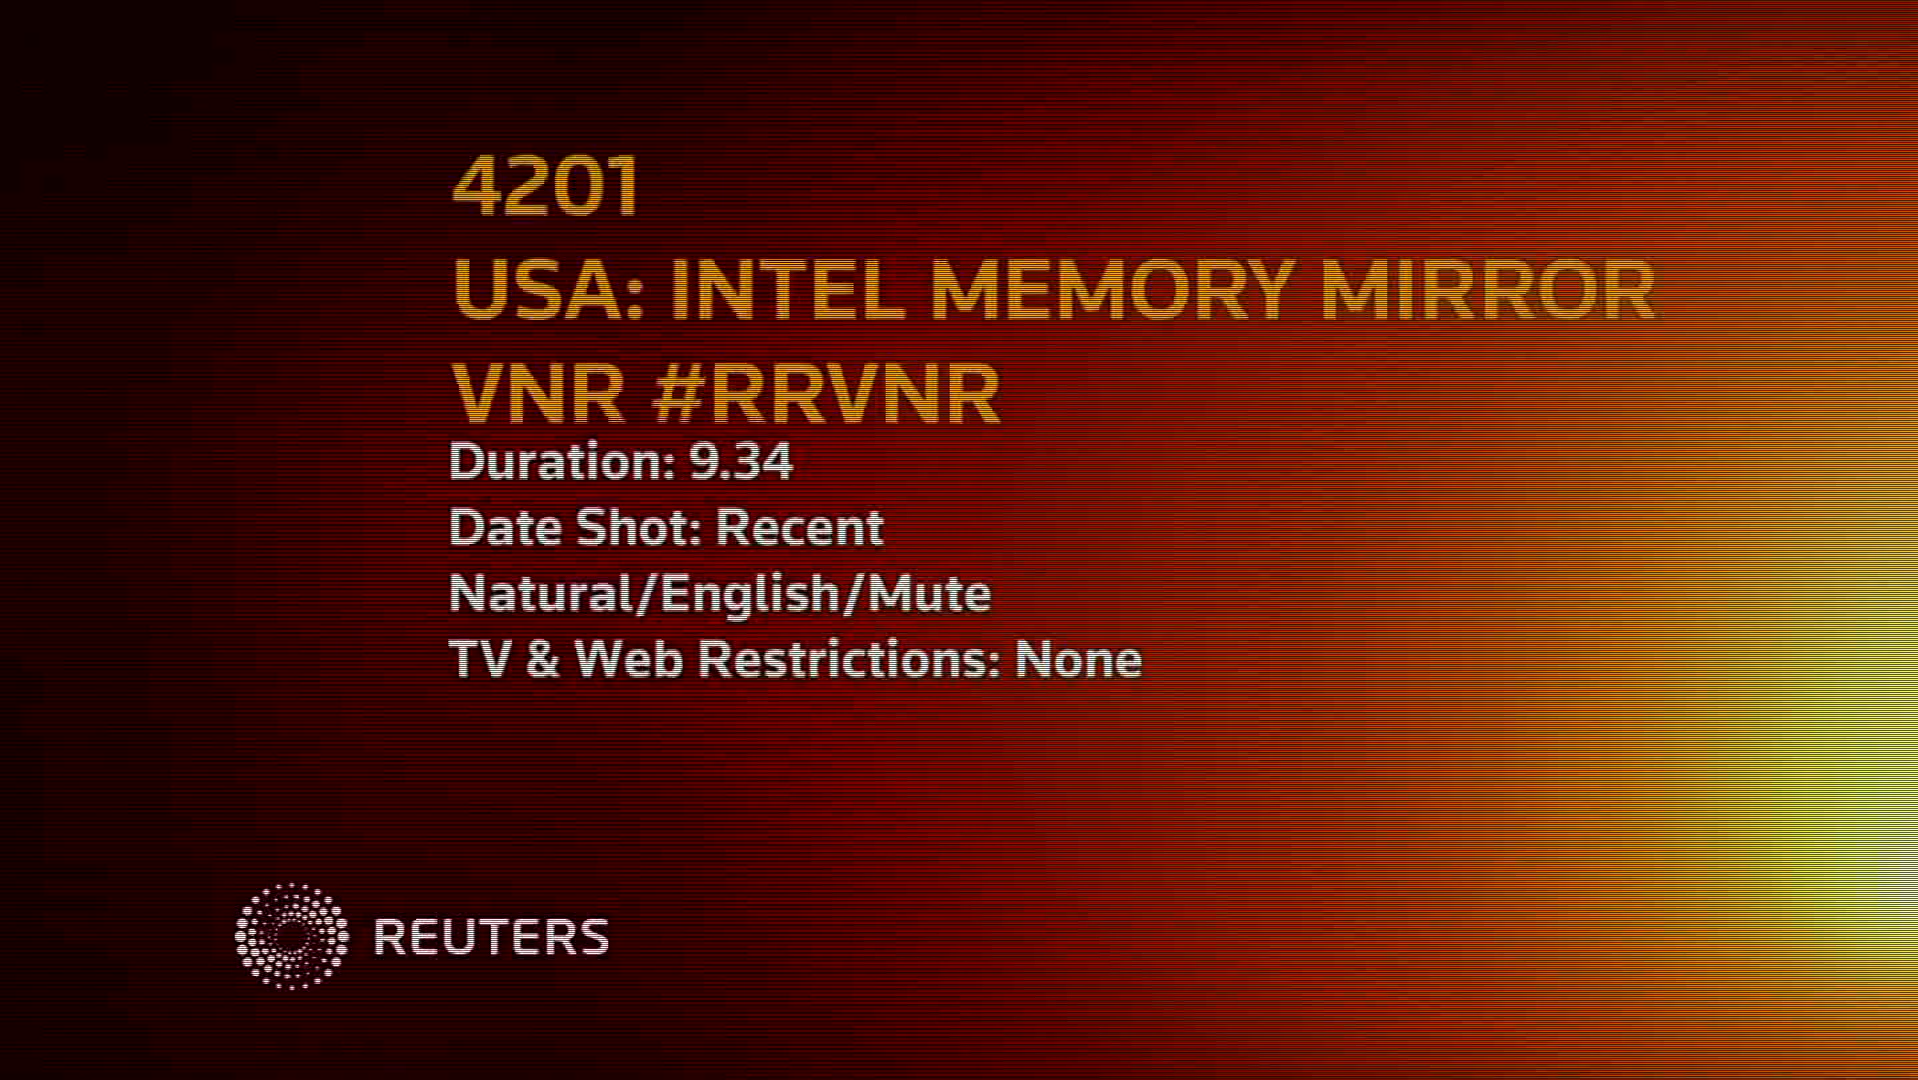 4201
USA: INTEL MEMORY MIRROR
VNR #RRVNR
Duration: 9.34
Date Shot: Recent
Natural/English/Mute
TV & Web Restrictions: None
REUTERS